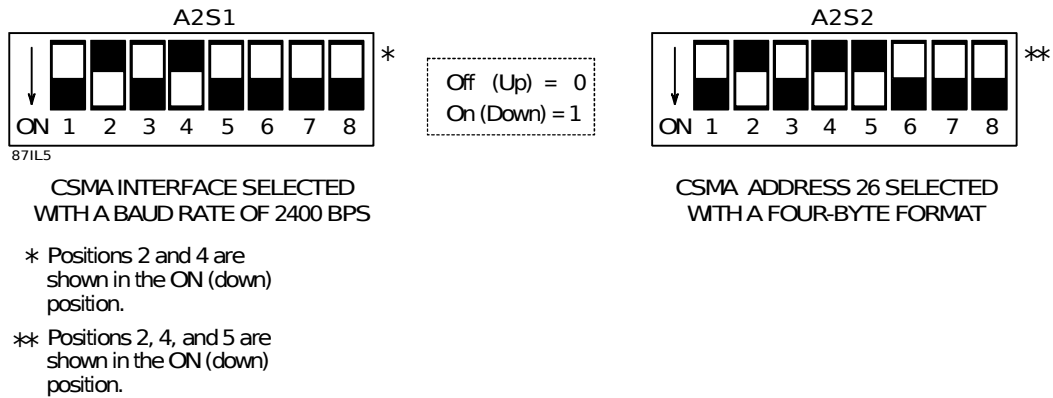 A2S1
*
ON 1 2 3 4 5 6 7 8
87IL5
CSMA INTERFACE SELECTED
WITH A BAUD RATE OF 2400 BPS
* Positions 2 and 4 are
shown in the ON (down)
position.
** Positions 2, 4, and 5 are
shown in the ON (down)
position.
Off (Up) = 0
On (Down) = 1
A2S2
**
ON 1 2 3 4 5 6 7 8
CSMA ADDRESS 26 SELECTED
WITH A FOUR-BYTE FORMAT